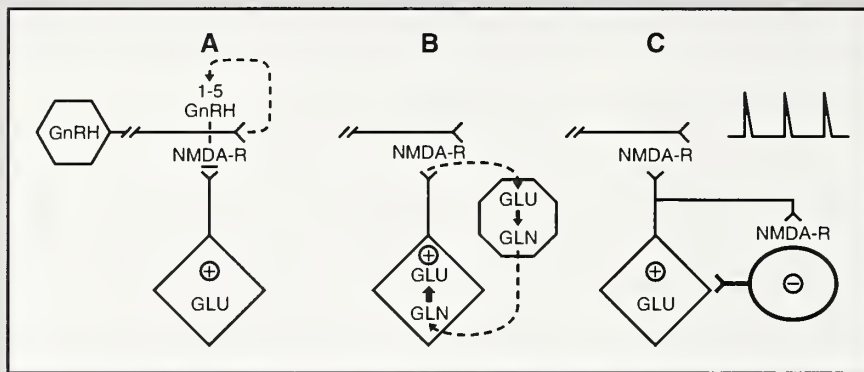 A
B
C
1-5
GnRH
GnRH
NMDA-R
GLU
NMDA-R
GLU
GLN
GLU
GLN
NMDA-R
NMDA-R
GLU